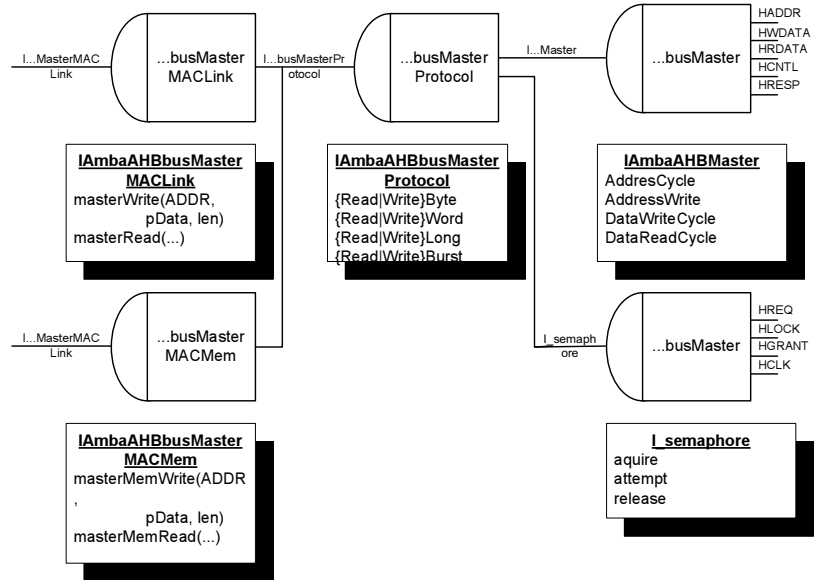 I...MasterMAC
Link
...busMaster
MACLink
I...busMasterPr
otocol
...busMaster
Protocol
I...Master
...busMaster
HADDR
HWDATA
HRDATA
HCNTL
HRESP
IAmbaAHBbusMaster
MACLink
masterWrite(ADDR,
pData, len)
masterRead(...)
IAmbaAHBbusMaster
Protocol
{Read|Write}Byte
{Read|Write}Word
{Read|Write}Long
{Read|Write}Burst
IAmbaAHBMaster
AddresCycle
AddressWrite
DataWriteCycle
DataReadCycle
I...MasterMAC
Link
...busMaster
MACMem
I_semaph
ore
...busMaster
HREQ
HLOCK
HGRANT
HCLK
IAmbaAHBbusMaster
MACMem
masterMemWrite(ADDR
,
pData, len)
masterMemRead(...)
I_semaphore
aquire
attempt
release